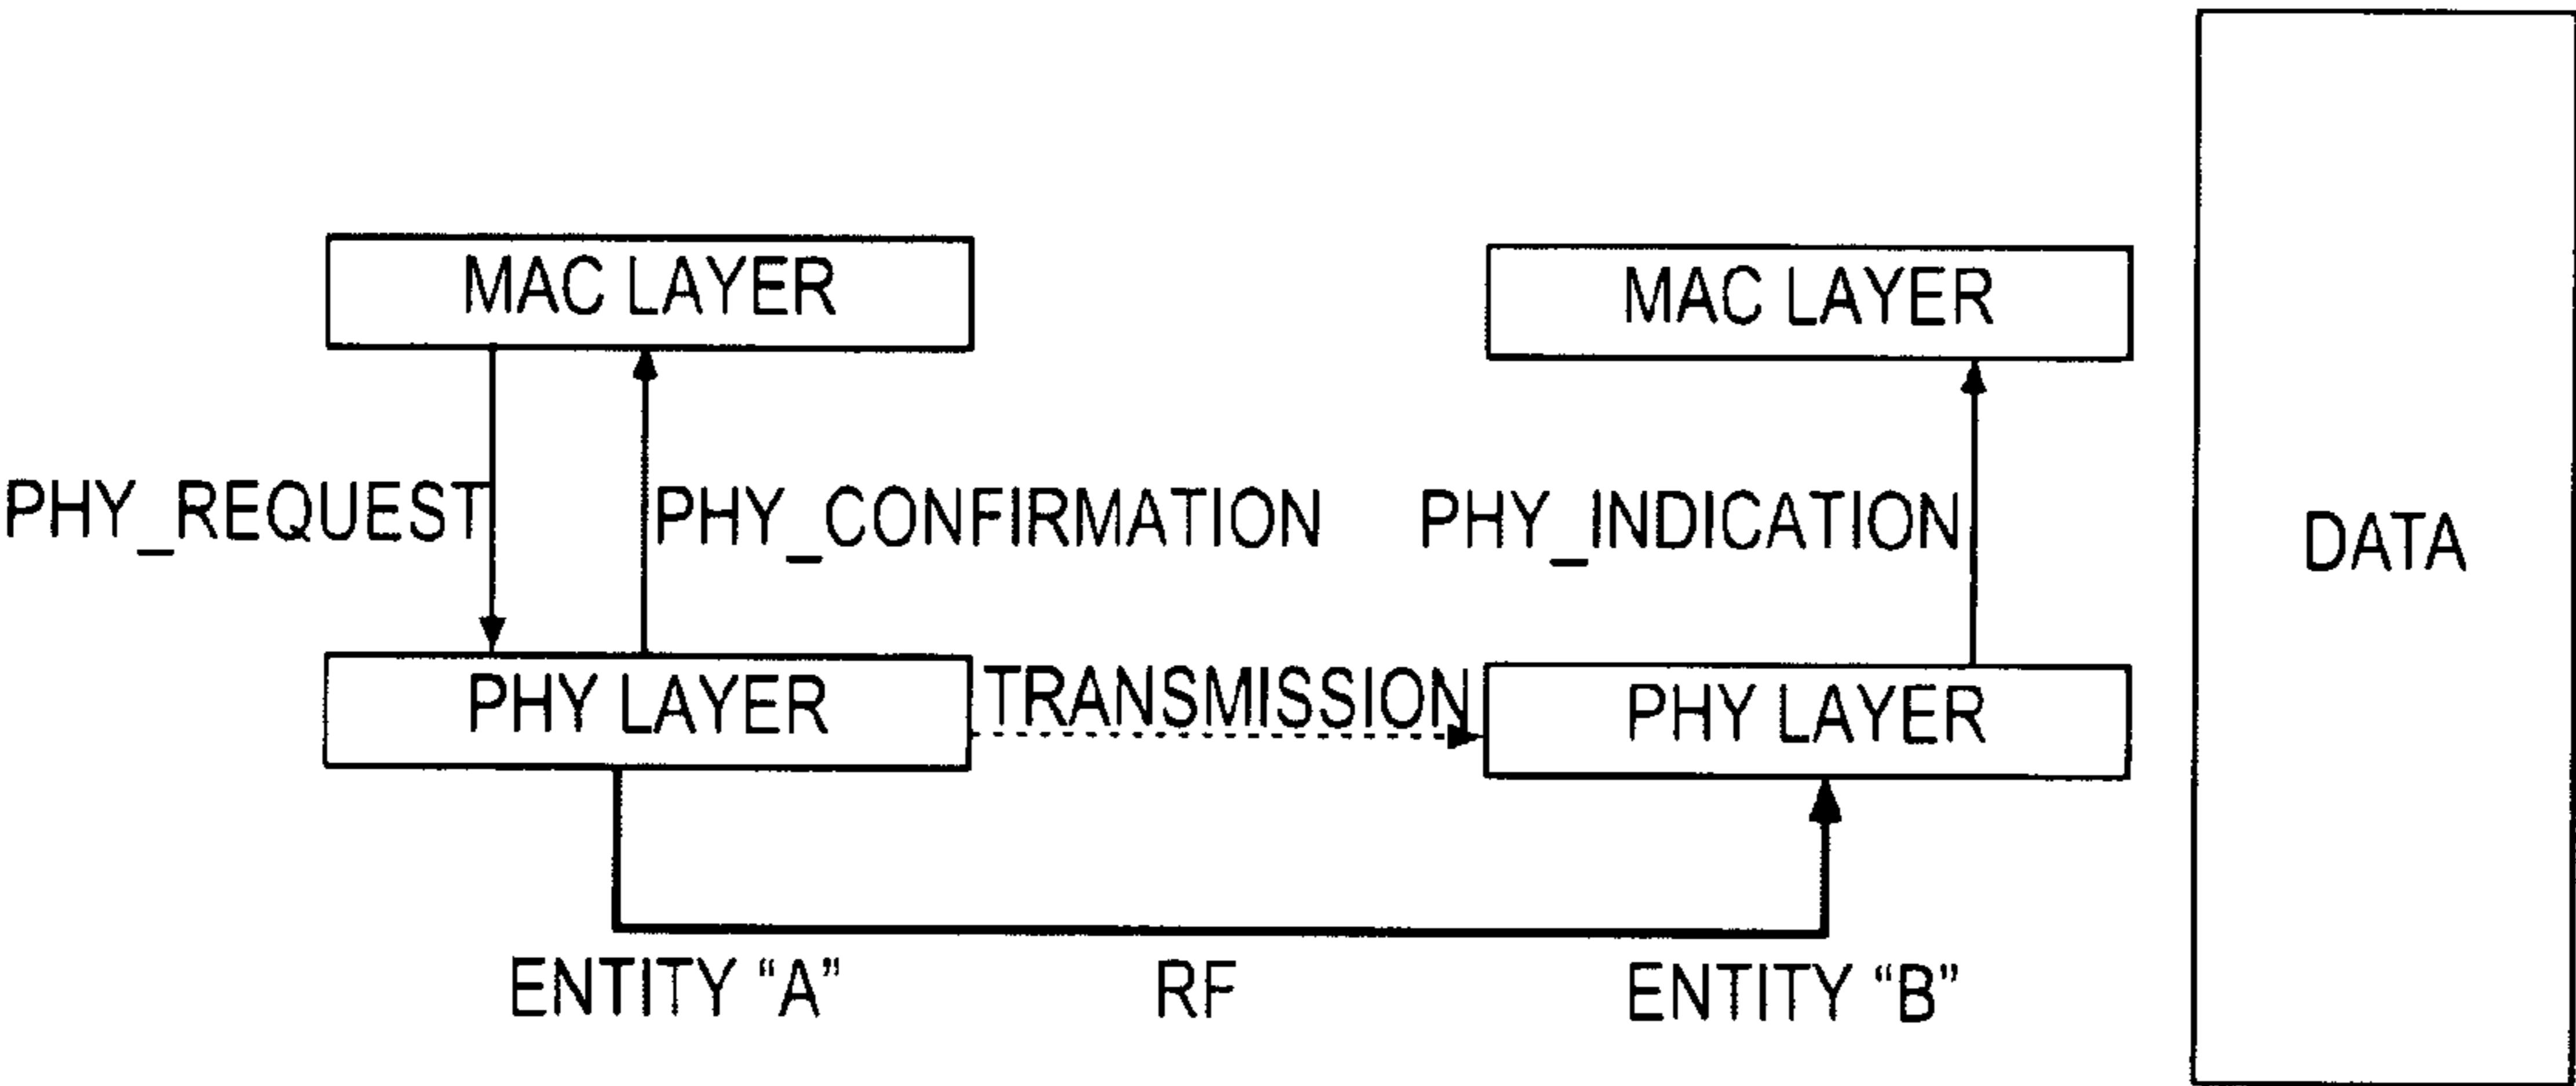 MAC LAYER
MAC LAYER
PHY_REQUEST
PHY_CONFIRMATION
PHY_INDICATION
DATA
PHY LAYER
TRANSMISSION
PHY LAYER
ENTITY “A”
RF
ENTITY “B”